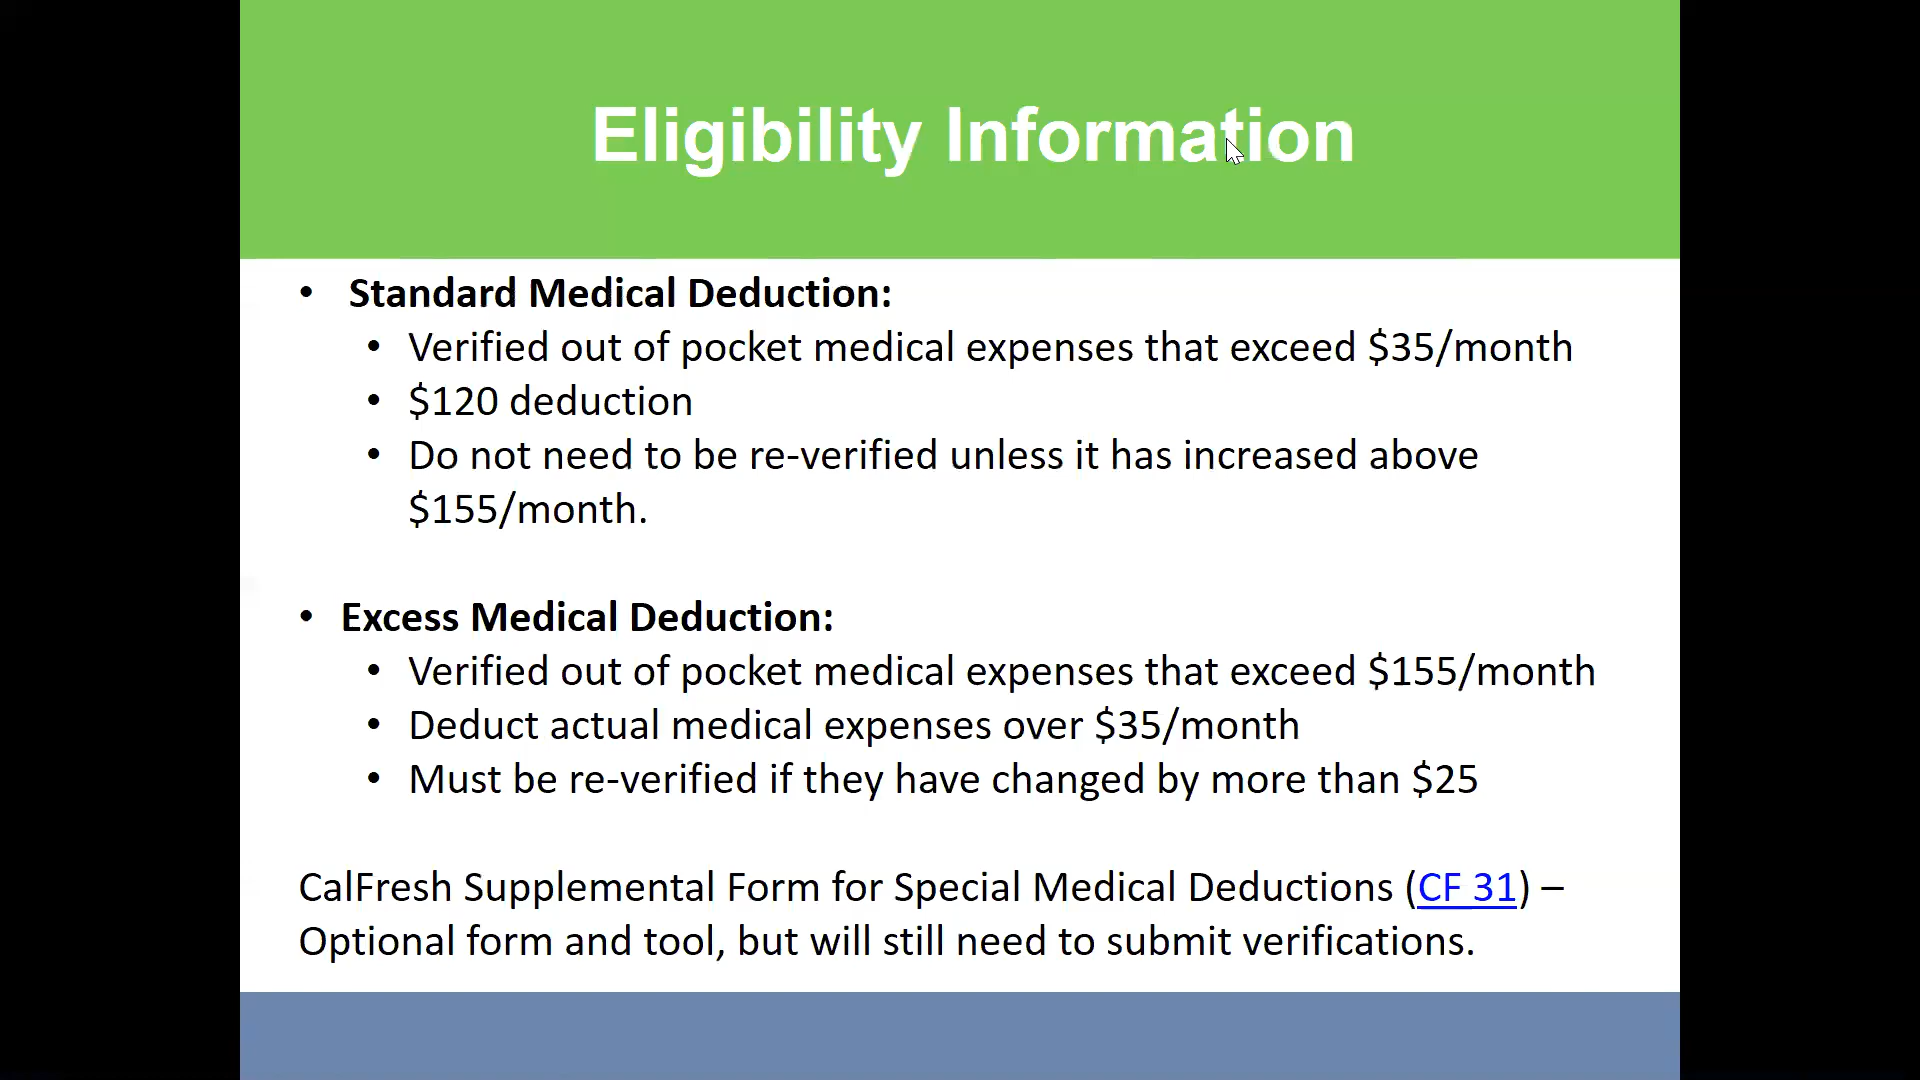 Eligibility Information
• Standard Medical Deduction:
• Verified out of pocket medical expenses that exceed $35/month
• $120 deduction
• Do not need to be re-verified unless it has increased above
$155/month.
• Excess Medical Deduction:
• Verified out of pocket medical expenses that exceed $155/month
• Deduct actual medical expenses over $35/month
• Must be re-verified if they have changed by more than $25
CalFresh Supplemental Form for Special Medical Deductions (CF 31) –
Optional form and tool, but will still need to submit verifications.